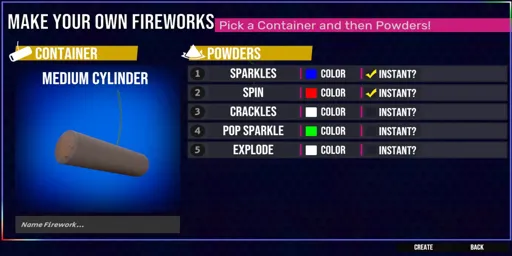 MAKE YOUR OWN FIREWORKS
Pick a Container and then Powders!
CONTAINER
MEDIUM CYLINDER
Name Firework...
POWDERS
1 SPARKLES COLOR INSTANT?
2 SPIN COLOR INSTANT?
3 CRACKLES COLOR INSTANT?
4 POP SPARKLE COLOR INSTANT?
5 EXPLODE COLOR INSTANT?
CREATE BACK